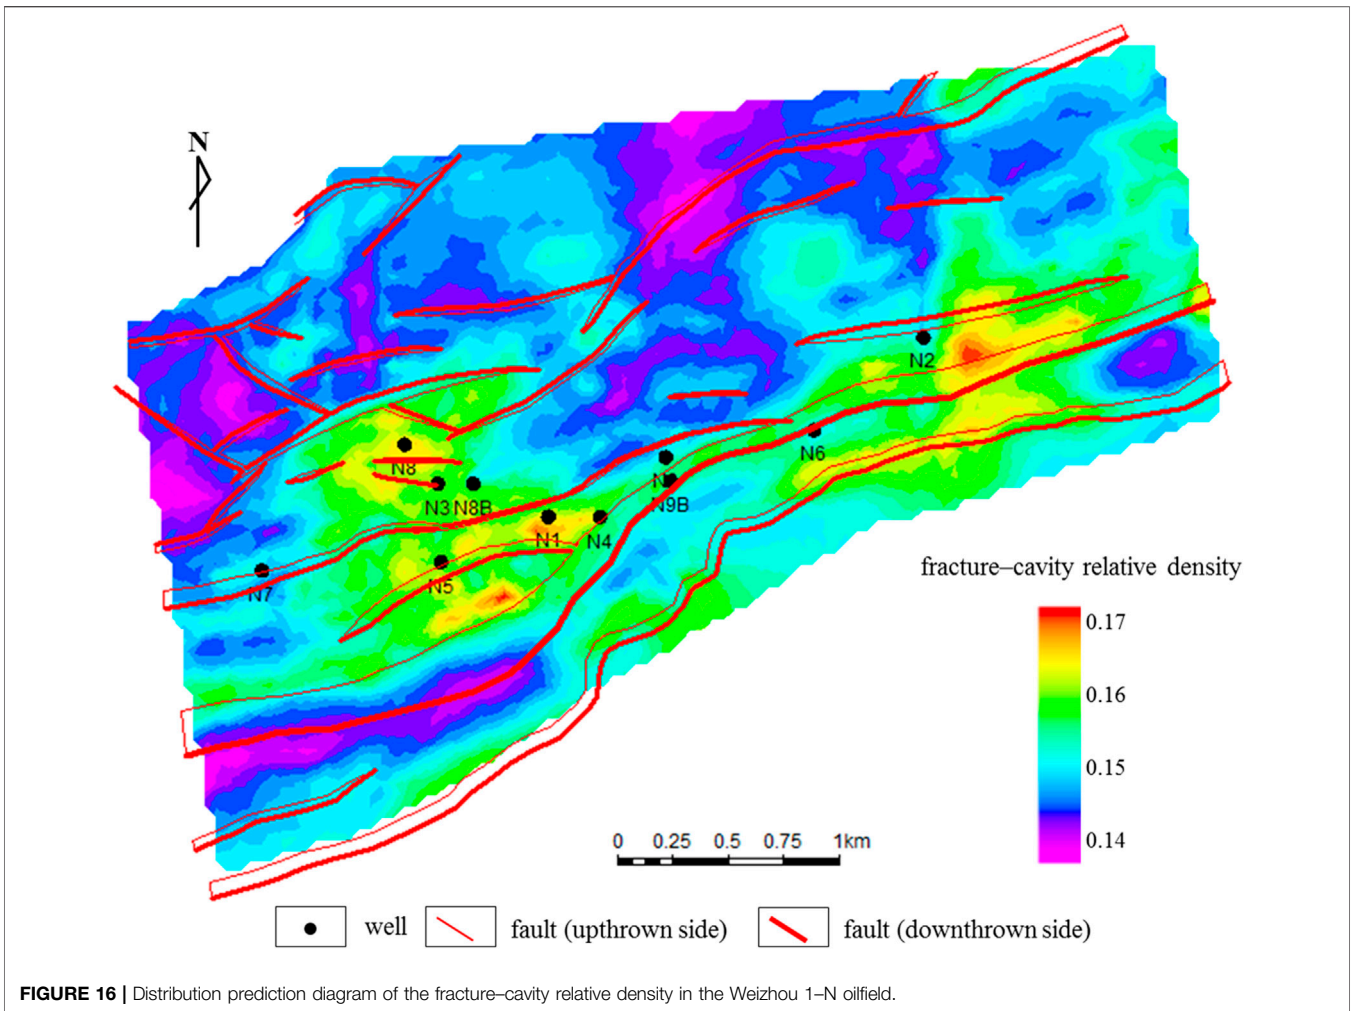 N
N2
N6
N8
N3 N8B
N9B
N1
N4
N5
N7
fracture–cavity relative density
0.17
0.16
0.15
0.14
0 0.25 0.5 0.75 1km
well
fault (upthrown side)
fault (downthrown side)
FIGURE 16 | Distribution prediction diagram of the fracture–cavity relative density in the Weizhou 1–N oilfield.